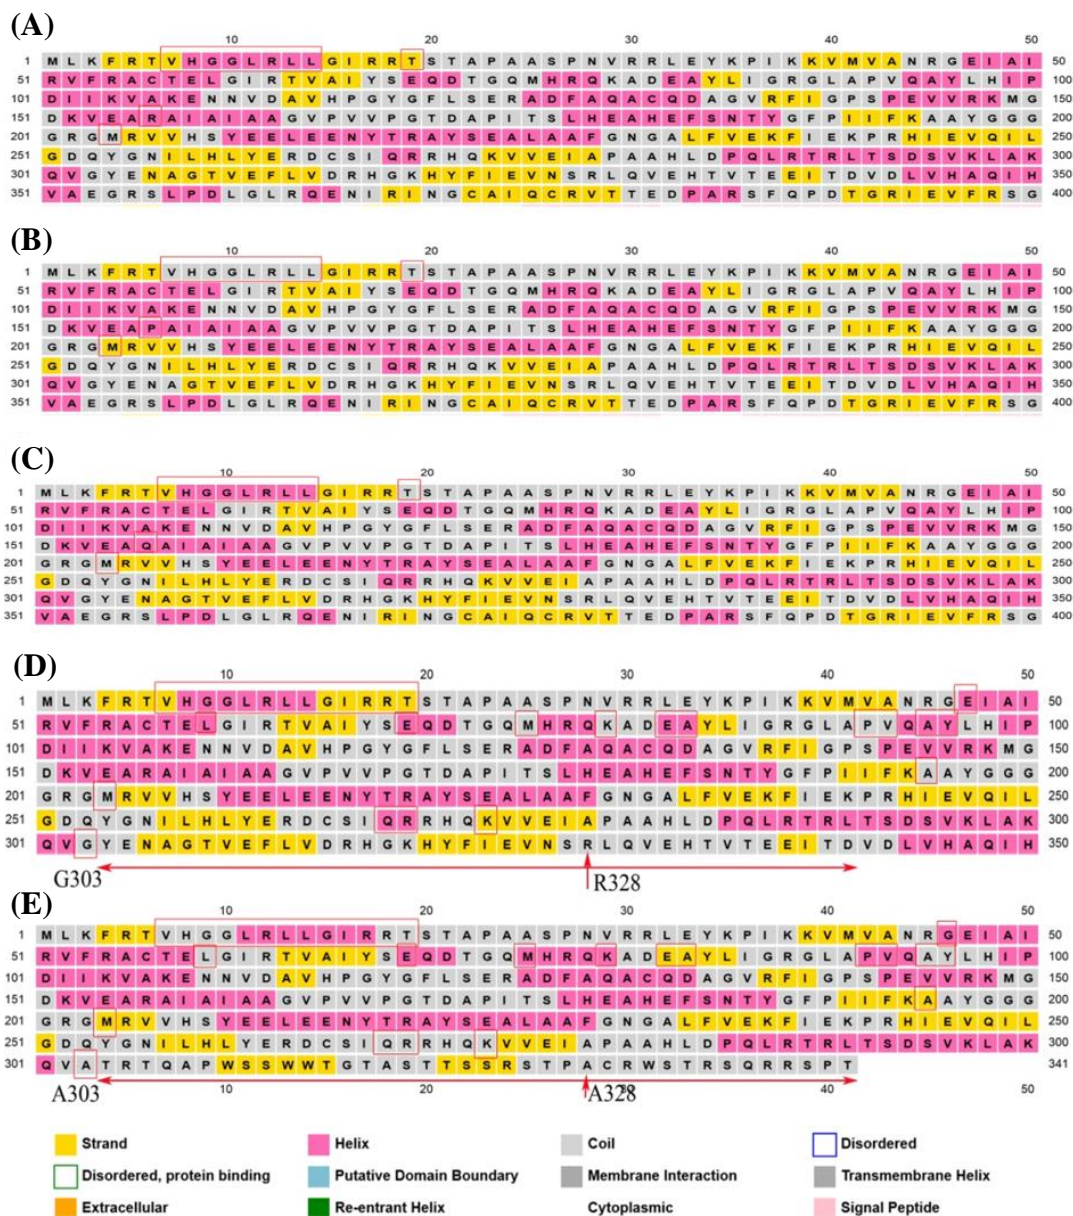 (A)
10 20 30 40 50
1 M L K F R T V H G G L R L L G I R R T S T A P A A S P N V R R L E Y K P I K K V M V A N R G E I A I 50
51 R V F R A C T E L G I R T V A I Y S E Q D T G Q M H R Q K A D E A Y L I G R G L A P V Q A Y L H I P 100
101 D I I K V A K E N N V D A V H P G Y G F L S E R A D F A Q A C Q D A G V R F I G P S P E V V R K M G 150
151 D K V E A R A I A I A A G V P V V P G T D A P I T S L H E A H E F S N T Y G F P I I F K A A Y G G G 200
201 G R G M R V V H S Y E E L E E N Y T R A Y S E A L A A F G N G A L F V E K F I E K P R H I E V Q I L 250
251 G D Q Y G N I L H L Y E R D C S I Q R R H Q K V V E I A P A A H L D P Q L R T R L T S D S V K L A K 300
301 Q V G Y E N A G T V E F L V D R H G K H Y F I E V N S R L Q V E H T V T E E I T D V D L V H A Q I H 350
351 V A E G R S L P D L G L R Q E N I R I N G C A I Q C R V T T E D P A R S F Q P D T G R I E V F R S G 400
(B)
10 20 30 40 50
1 M L K F R T V H G G L R L L G I R R T S T A P A A S P N V R R L E Y K P I K K V M V A N R G E I A I 50
51 R V F R A C T E L G I R T V A I Y S E Q D T G Q M H R Q K A D E A Y L I G R G L A P V Q A Y L H I P 100
101 D I I K V A K E N N V D A V H P G Y G F L S E R A D F A Q A C Q D A G V R F I G P S P E V V R K M G 150
151 D K V E A P A I A I A A G V P V V P G T D A P I T S L H E A H E F S N T Y G F P I I F K A A Y G G G 200
201 G R G M R V V H S Y E E L E E N Y T R A Y S E A L A A F G N G A L F V E K F I E K P R H I E V Q I L 250
251 G D Q Y G N I L H L Y E R D C S I Q R R H Q K V V E I A P A A H L D P Q L R T R L T S D S V K L A K 300
301 Q V G Y E N A G T V E F L V D R H G K H Y F I E V N S R L Q V E H T V T E E I T D V D L V H A Q I H 350
351 V A E G R S L P D L G L R Q E N I R I N G C A I Q C R V T T E D P A R S F Q P D T G R I E V F R S G 400
(C)
10 20 30 40 50
1 M L K F R T V H G G L R L L G I R R T S T A P A A S P N V R R L E Y K P I K K V M V A N R G E I A I 50
51 R V F R A C T E L G I R T V A I Y S E Q D T G Q M H R Q K A D E A Y L I G R G L A P V Q A Y L H I P 100
101 D I I K V A K E N N V D A V H P G Y G F L S E R A D F A Q A C Q D A G V R F I G P S P E V V R K M G 150
151 D K V E A Q A I A I A A G V P V V P G T D A P I T S L H E A H E F S N T Y G F P I I F K A A Y G G G 200
201 G R G M R V V H S Y E E L E E N Y T R A Y S E A L A A F G N G A L F V E K F I E K P R H I E V Q I L 250
251 G D Q Y G N I L H L Y E R D C S I Q R R H Q K V V E I A P A A H L D P Q L R T R L T S D S V K L A K 300
301 Q V G Y E N A G T V E F L V D R H G K H Y F I E V N S R L Q V E H T V T E E I T D V D L V H A Q I H 350
351 V A E G R S L P D L G L R Q E N I R I N G C A I Q C R V T T E D P A R S F Q P D T G R I E V F R S G 400
(D)
10 20 30 40 50
1 M L K F R T V H G G L R L L G I R R T S T A P A A S P N V R R L E Y K P I K K V M V A N R G E I A I 50
51 R V F R A C T E L G I R T V A I Y S E Q D T G Q M H R Q K A D E A Y L I G R G L A P V Q A Y L H I P 100
101 D I I K V A K E N N V D A V H P G Y G F L S E R A D F A Q A C Q D A G V R F I G P S P E V V R K M G 150
151 D K V E A R A I A I A A G V P V V P G T D A P I T S L H E A H E F S N T Y G F P I I F K A A Y G G G 200
201 G R G M R V V H S Y E E L E E N Y T R A Y S E A L A A F G N G A L F V E K F I E K P R H I E V Q I L 250
251 G D Q Y G N I L H L Y E R D C S I Q R R H Q K V V E I A P A A H L D P Q L R T R L T S D S V K L A K 300
301 Q V G Y E N A G T V E F L V D R H G K H Y F I E V N S R L Q V E H T V T E E I T D V D L V H A Q I H 350
G303 R328
(E)
10 20 30 40 50
1 M L K F R T V H G G L R L L G I R R T S T A P A A S P N V R R L E Y K P I K K V M V A N R G E I A I 50
51 R V F R A C T E L G I R T V A I Y S E Q D T G Q M H R Q K A D E A Y L I G R G L A P V Q A Y L H I P 100
101 D I I K V A K E N N V D A V H P G Y G F L S E R A D F A Q A C Q D A G V R F I G P S P E V V R K M G 150
151 D K V E A R A I A I A A G V P V V P G T D A P I T S L H E A H E F S N T Y G F P I I F K A A Y G G G 200
201 G R G M R V V H S Y E E L E E N Y T R A Y S E A L A A F G N G A L F V E K F I E K P R H I E V Q I L 250
251 G D Q Y G N I L H L Y E R D C S I Q R R H Q K V V E I A P A A H L D P Q L R T R L T S D S V K L A K 300
301 Q V A T R T Q A P W S S W W T G T A S T T S S R S T P A C R W S T R S Q R R S P T 341
10 20 30 40 50
A303 A328
Strand Helix Coil Disordered
Disordered, protein binding Putative Domain Boundary Membrane Interaction Transmembrane Helix
Extracellular Re-entrant Helix Cytoplasmic Signal Peptide